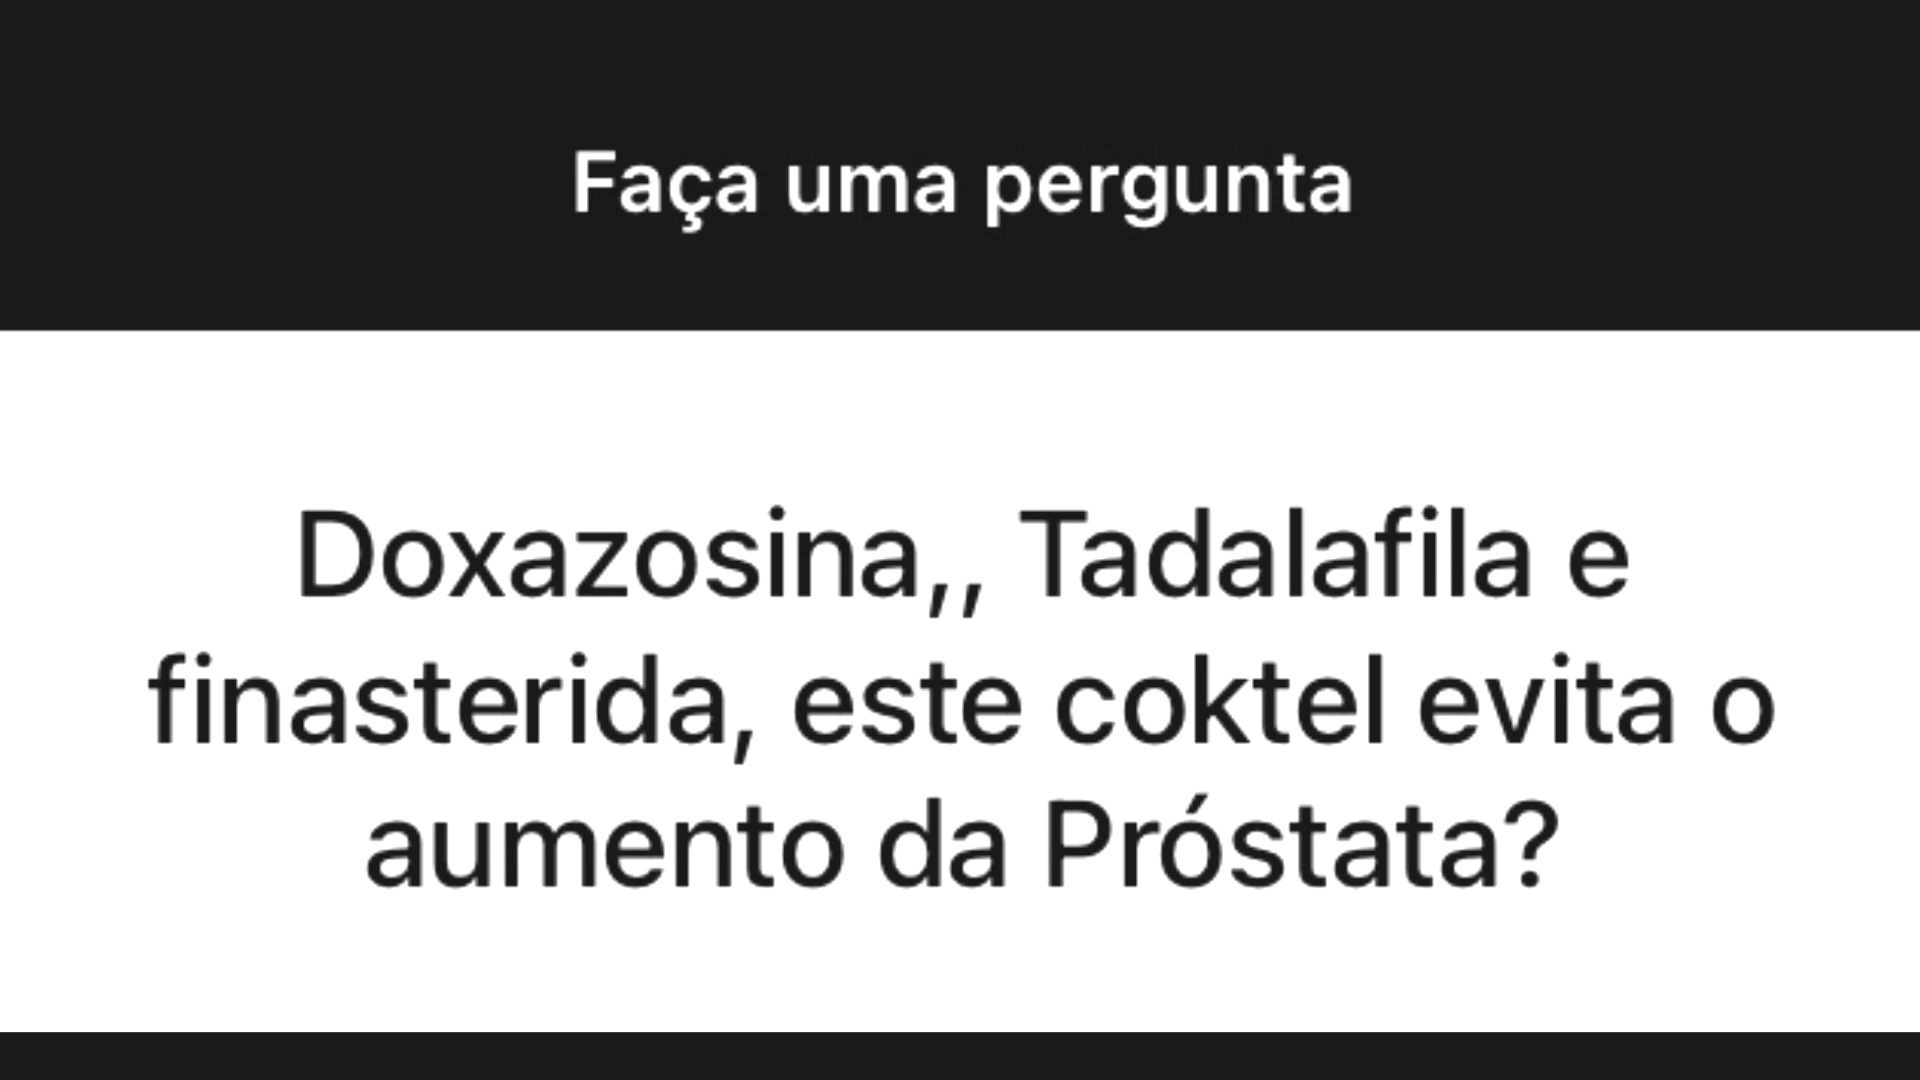 Faça uma pergunta
Doxazosina,, Tadalafila e
finasterida, este coktel evita o
aumento da Próstata?